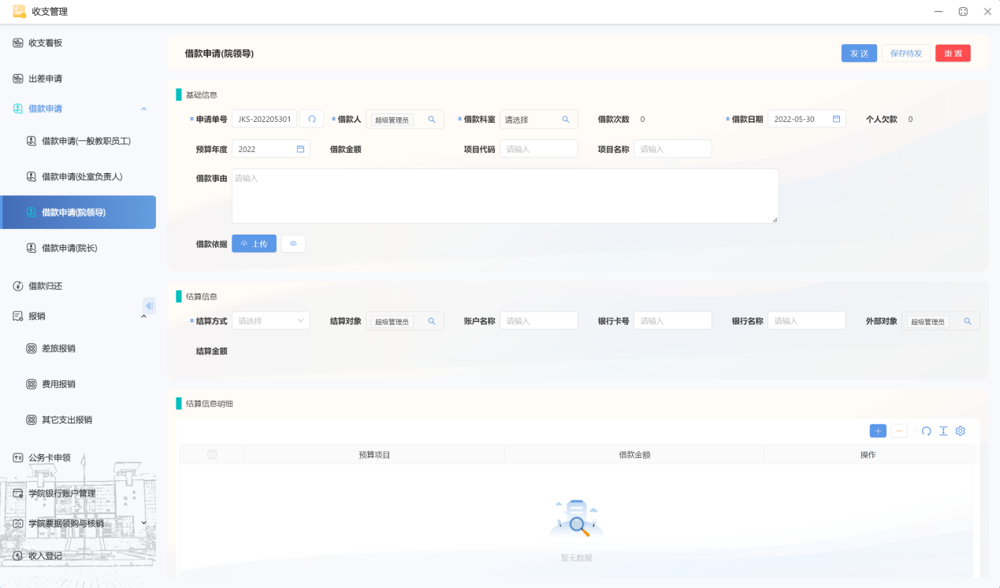 收支管理
收支看板
出差申请
借款申请
借款申请(一般教职员工)
借款申请(处室负责人)
借款申请(院领导)
借款申请(院长)
借款归还
报销
差旅报销
费用报销
其它支出报销
公务卡申领
学院银行账户管理
学院票据领购与核销
收入登记
借款申请(院领导)
发 送 保存待发 重 置
基础信息
*申请单号 JKS-202205301 *借款人 超级管理员 *借款科室 请选择 借款次数 0 *借款日期 2022-05-30 个人欠款 0
预算年度 2022 借款金额 项目代码 请输入 项目名称 请输入
借款事由 请输入
借款依据 上传
结算信息
*结算方式 请选择 结算对象 超级管理员 账户名称 请输入 银行卡号 请输入 银行名称 请输入 外部对象 超级管理员
结算金额
结算信息明细
预算项目 借款金额 操作
暂无数据